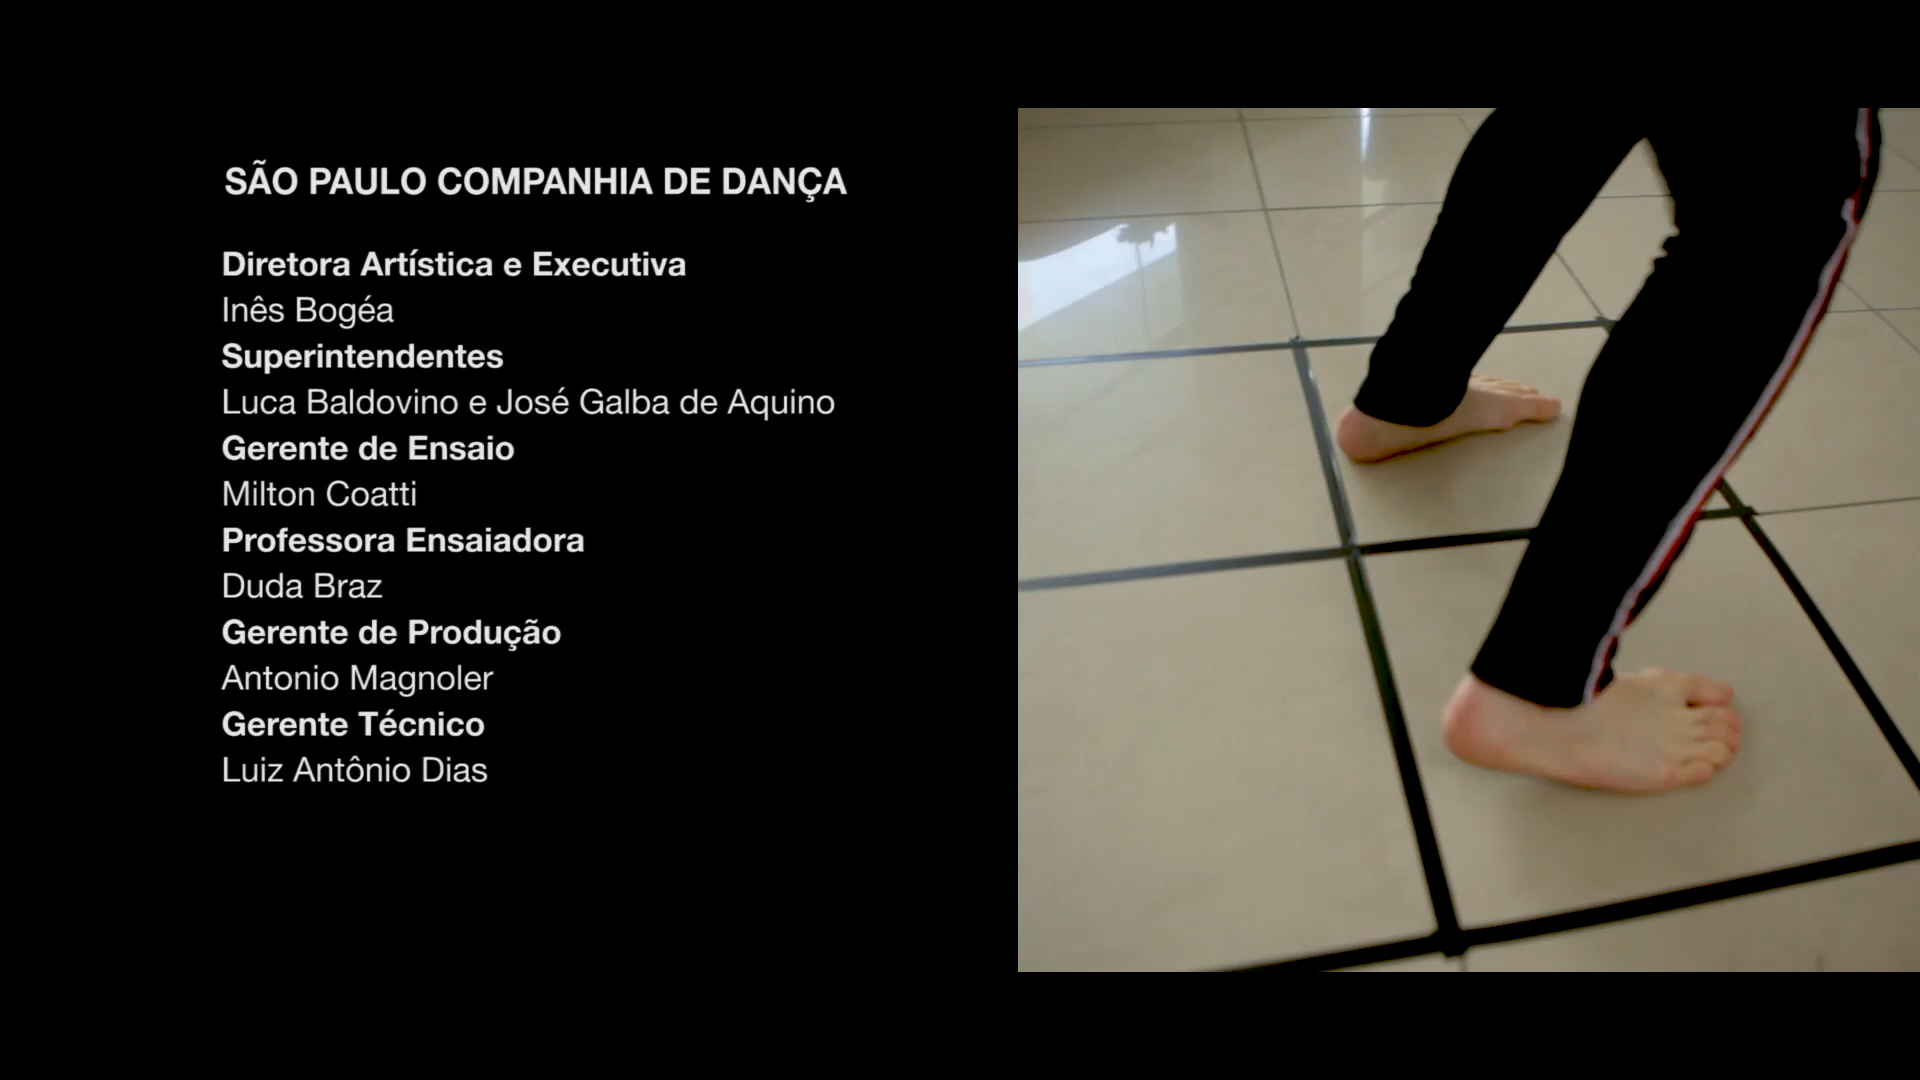 SÃO PAULO COMPANHIA DE DANÇA
Diretora Artística e Executiva
Inês Bogéa
Superintendentes
Luca Baldovino e José Galba de Aquino
Gerente de Ensaio
Milton Coatti
Professora Ensaiadora
Duda Braz
Gerente de Produção
Antonio Magnoler
Gerente Técnico
Luiz Antônio Dias